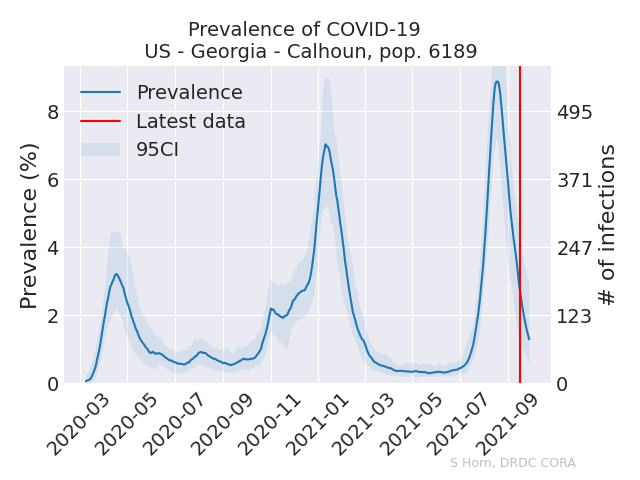 Prevalence of COVID-19
US - Georgia - Calhoun, pop. 6189
Prevalence
Latest data
95CI
Prevalence (%)
8
6
4
2
0
495
371
247
123
0
# of infections
2020-03
2020-05
2020-07
2020-09
2020-11
2021-01
2021-03
2021-05
2021-07
2021-09
S Horn, DRDC CORA